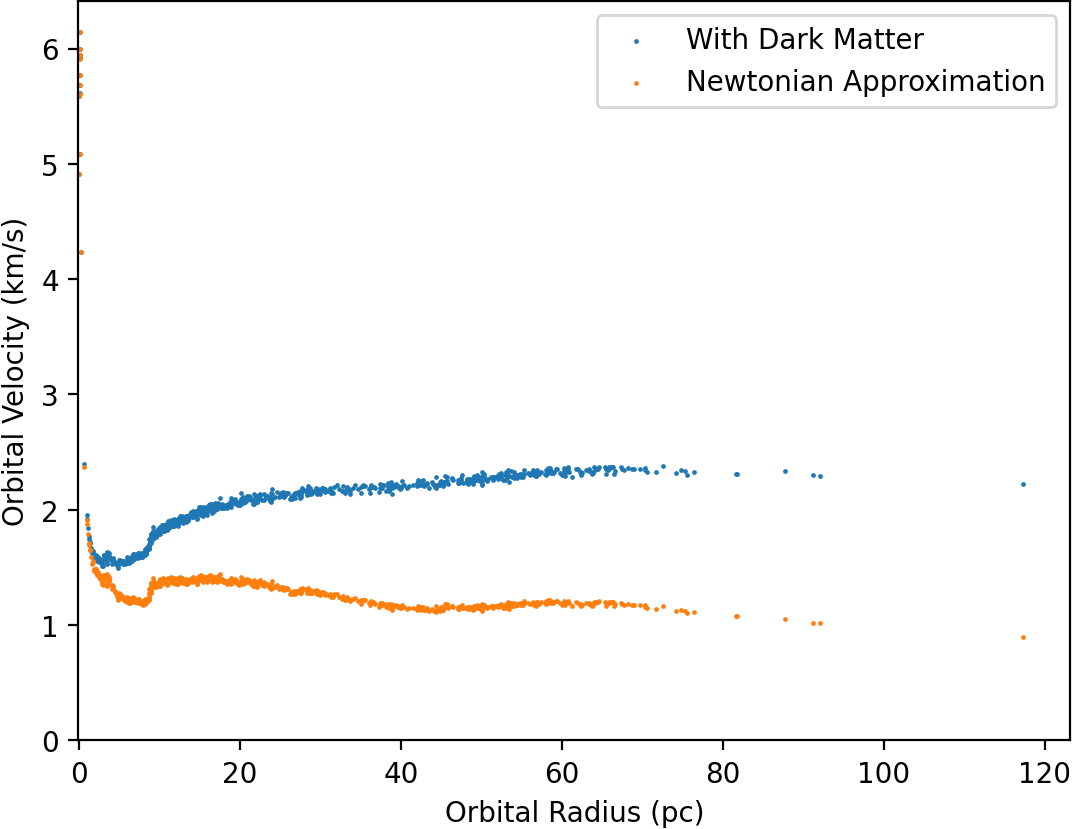 With Dark Matter
Newtonian Approximation
Orbital Velocity (km/s)
6
5
4
3
2
1
0
0 20 40 60 80 100 120
Orbital Radius (pc)